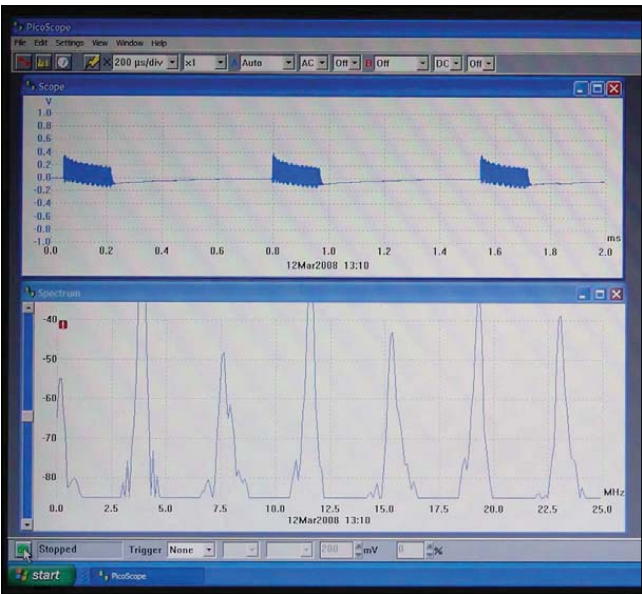 PicoScope
File Edit Settings View Window Help
200 µs/div x1 A Auto AC Off B Off DC Off
Scope
V
1.0
0.8
0.6
0.4
0.2
0.0
-0.2
-0.4
-0.6
-0.8
-1.0
ms
0.0 0.2 0.4 0.6 0.8 1.0 1.2 1.4 1.6 1.8 2.0
12Mar2008 13:10
Spectrum
-40
-50
-60
-70
-80
MHz
0.0 2.5 5.0 7.5 10.0 12.5 15.0 17.5 20.0 22.5 25.0
12Mar2008 13:10
Stopped Trigger None 200 mV 0 %
start PicoScope